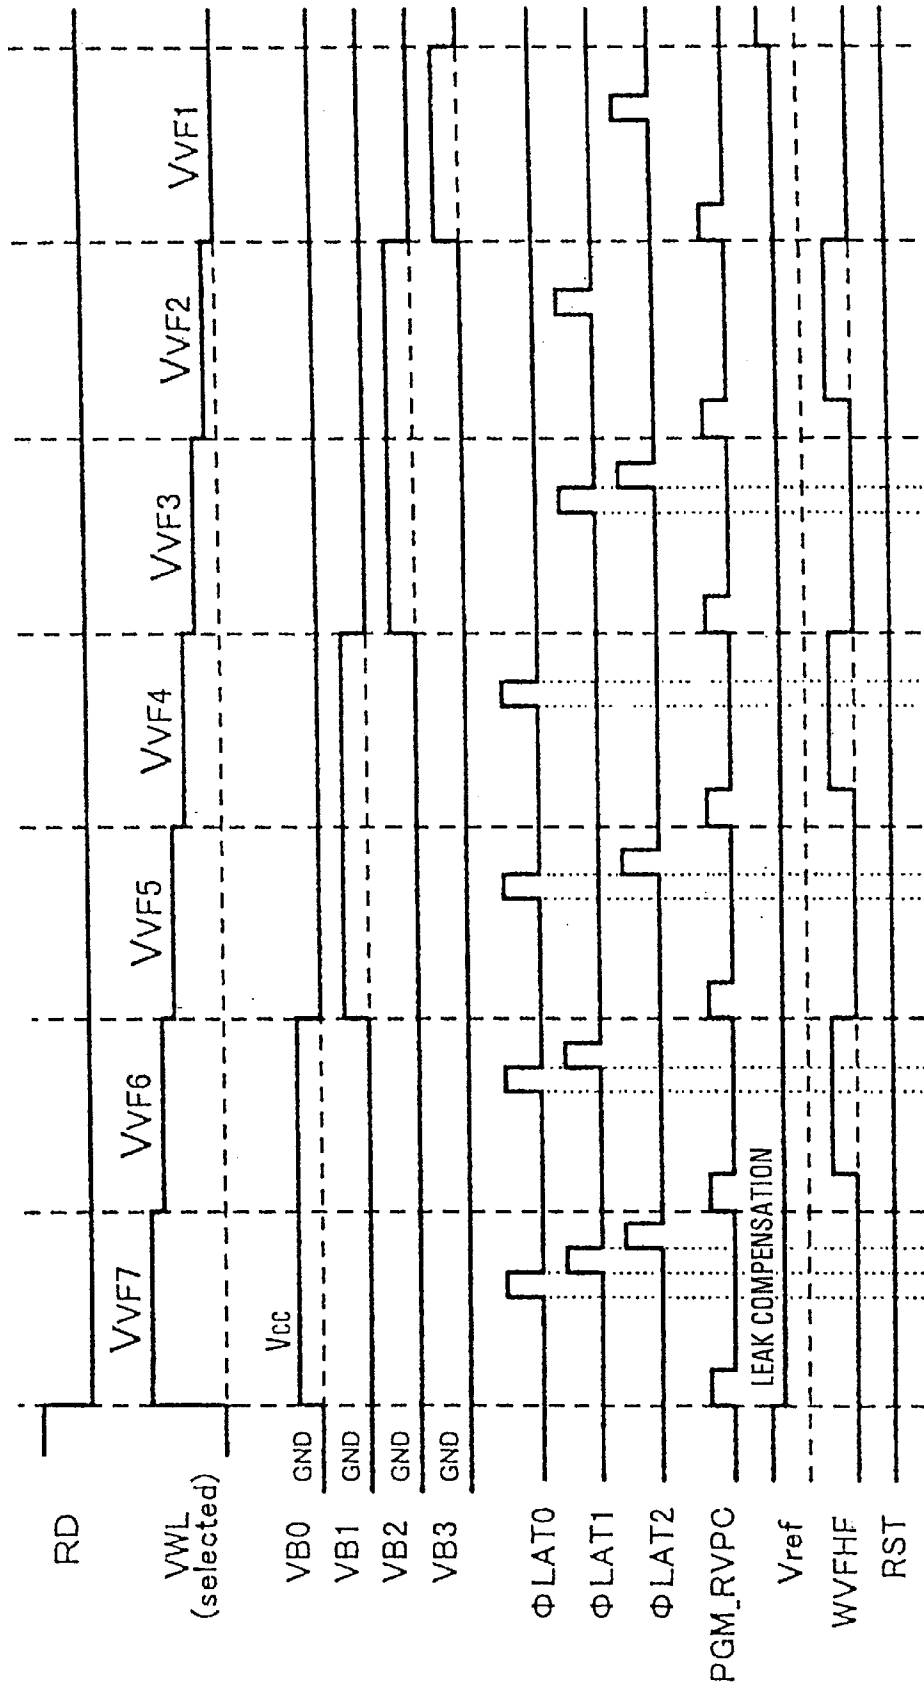 RD
VWL
(selected)
VVF7
VVF6
VVF5
VVF4
VVF3
VVF2
VVF1
VB0
GND
VCC
VB1
GND
VB2
GND
VB3
GND
ΦLAT0
ΦLAT1
ΦLAT2
PGM_RVPC
LEAK COMPENSATION
Vref
WVFHF
RST